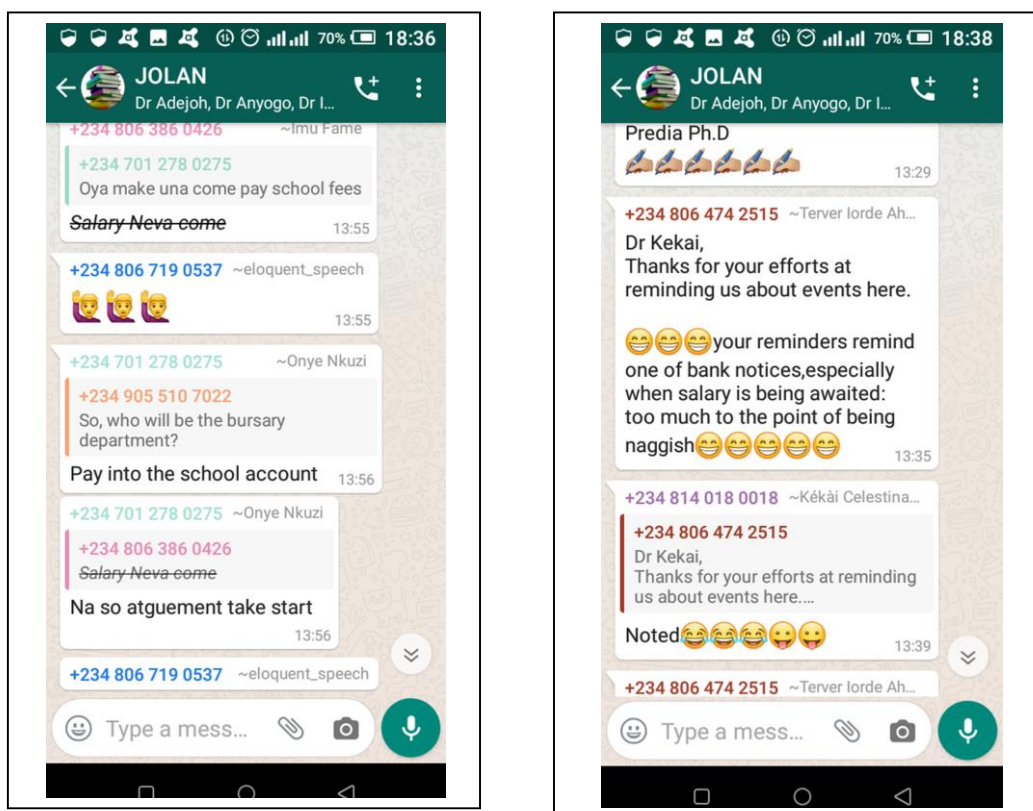 70% 18:36
JOLAN
Dr Adejoh, Dr Anyogo, Dr I...
+234 806 386 0426 ~Imu Fame
+234 701 278 0275
Oya make una come pay school fees
Salary Neva come 13:55
+234 806 719 0537 ~eloquent_speech
🙋‍♂️🙋‍♂️🙋‍♂️
13:55
+234 701 278 0275 ~Onye Nkuzi
+234 905 510 7022
So, who will be the bursary
department?
Pay into the school account 13:56
+234 701 278 0275 ~Onye Nkuzi
+234 806 386 0426
Salary Neva come
Na so atguement take start
13:56
+234 806 719 0537 ~eloquent_speech
Type a mess...
70% 18:38
JOLAN
Dr Adejoh, Dr Anyogo, Dr I...
Predia Ph.D
✍🏼✍🏼✍🏼✍🏼✍🏼✍🏼
13:29
+234 806 474 2515 ~Terver Iorde Ah...
Dr Kekai,
Thanks for your efforts at
reminding us about events here.
😁😁😁your reminders remind
one of bank notices,especially
when salary is being awaited:
too much to the point of being
naggish😁😁😁😁😁
13:35
+234 814 018 0018 ~Kékàì Celestina...
+234 806 474 2515
Dr Kekai,
Thanks for your efforts at reminding
us about events here....
Noted😂😂😂😛😛 13:39
+234 806 474 2515 ~Terver Iorde Ah...
Type a mess...